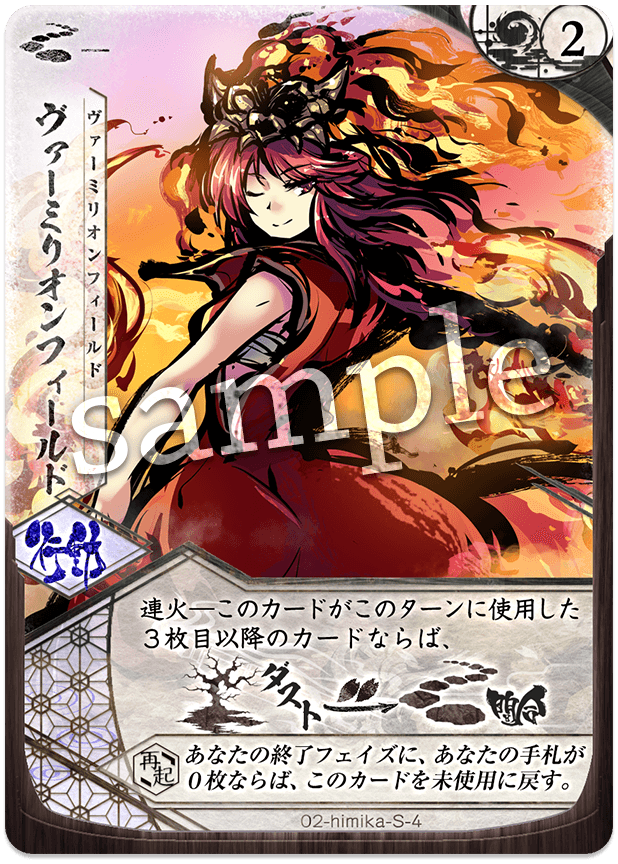 2
ヴァーミリオンフィールド
ヴァーミリオンフィールド
sample
行動
連火―このカードがこのターンに使用した
３枚目以降のカードならば、
ダスト
間合
再起
あなたの終了フェイズに、あなたの手札が
０枚ならば、このカードを未使用に戻す。
02-himika-S-4